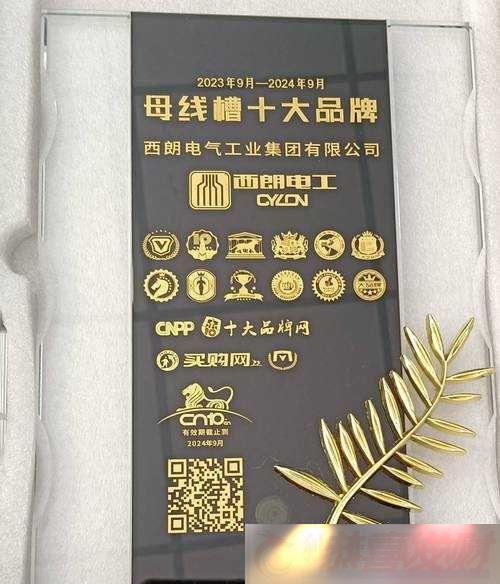 2023年9月—2024年9月
母线槽十大品牌
西朗电气工业集团有限公司
西朗电工
CYLON
CNPP 十大品牌网
买购网
cn10.cn
有效期截止到
2024年9月